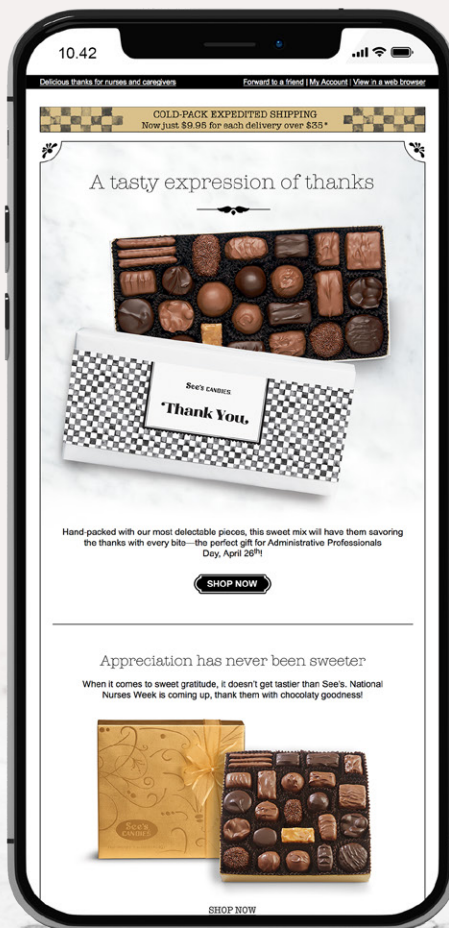 10.42
Delicious thanks for nurses and caregivers
Forward to a friend | My Account | View in a web browser
COLD-PACK EXPEDITED SHIPPING
Now just $9.95 for each delivery over $35*
A tasty expression of thanks
See's CANDIES
Thank You,
Hand-packed with our most delectable pieces, this sweet mix will have them savoring
the thanks with every bite—the perfect gift for Administrative Professionals
Day, April 26th!
SHOP NOW
Appreciation has never been sweeter
When it comes to sweet gratitude, it doesn't get tastier than See's. National
Nurses Week is coming up, thank them with chocolaty goodness!
See's
CANDIES
SHOP NOW